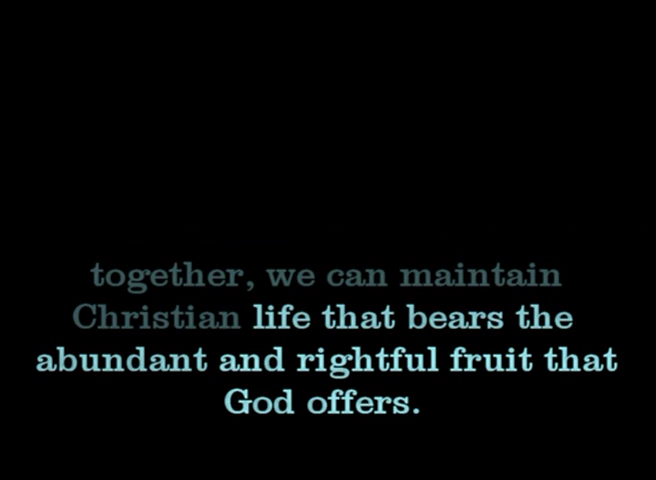 together, we can maintain
Christian life that bears the
abundant and rightful fruit that
God offers.